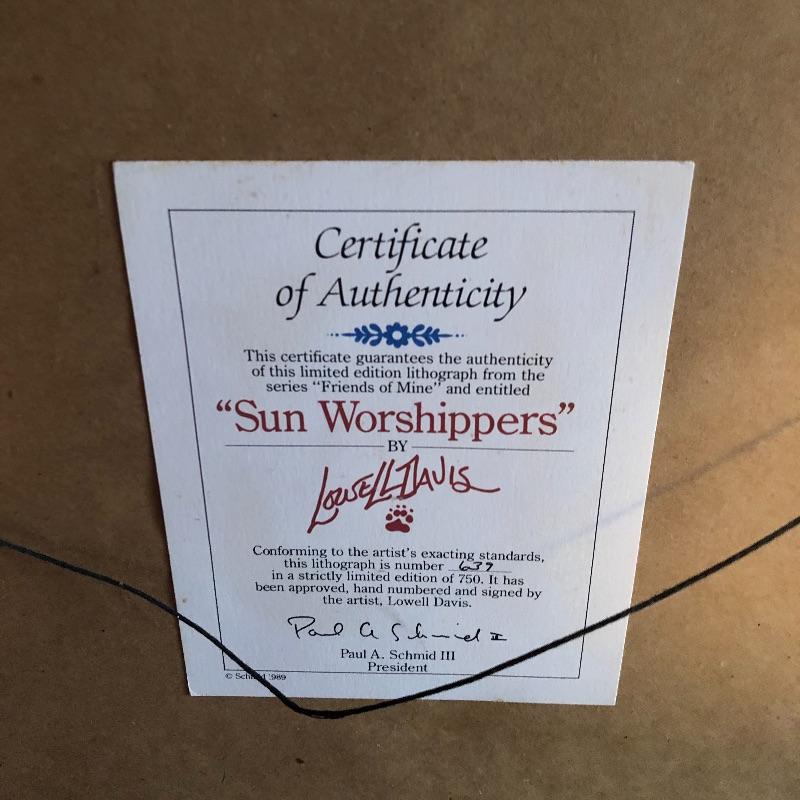 Certificate
of Authenticity
This certificate guarantees the authenticity
of this limited edition lithograph from the
series “Friends of Mine” and entitled
“Sun Worshippers”
BY
LOWELL DAVIS
Conforming to the artist’s exacting standards,
this lithograph is number 637
in a strictly limited edition of 750. It has
been approved, hand numbered and signed by
the artist, Lowell Davis.
Paul A Schmid III
Paul A. Schmid III
President
© Schmid 1989